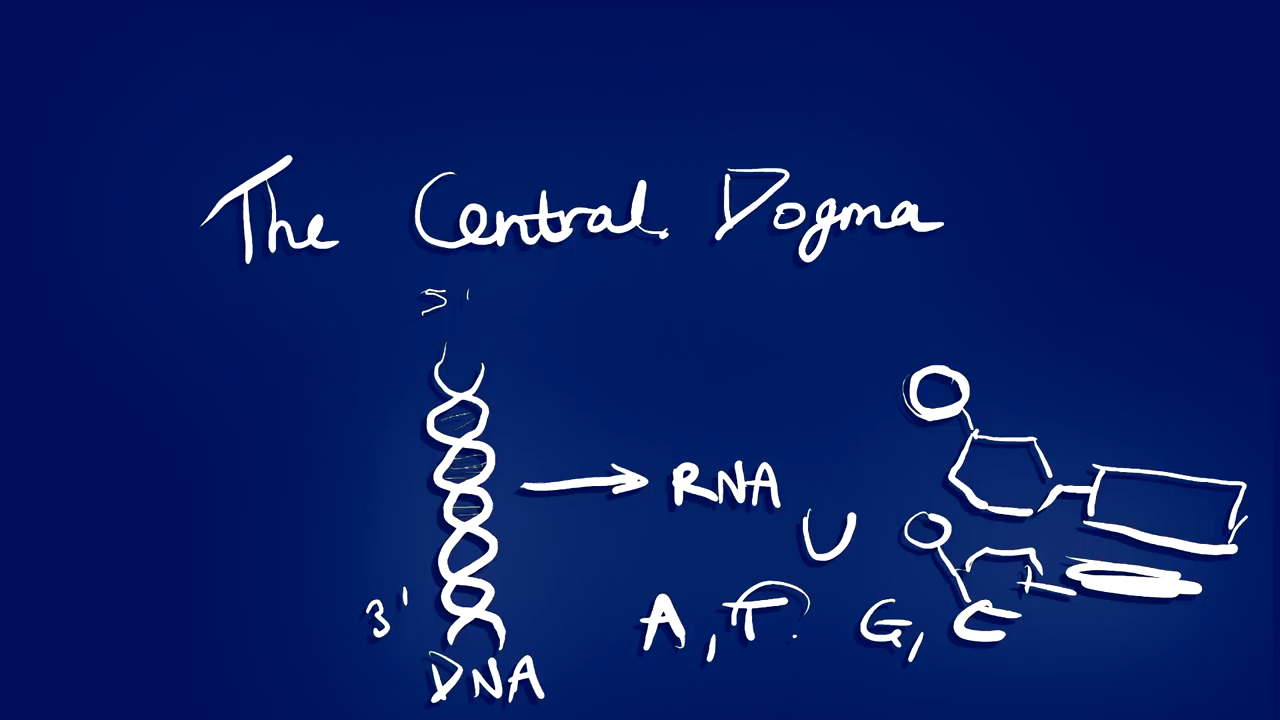 The Central Dogma
5'
RNA
U
3'
A, T. G, C
DNA